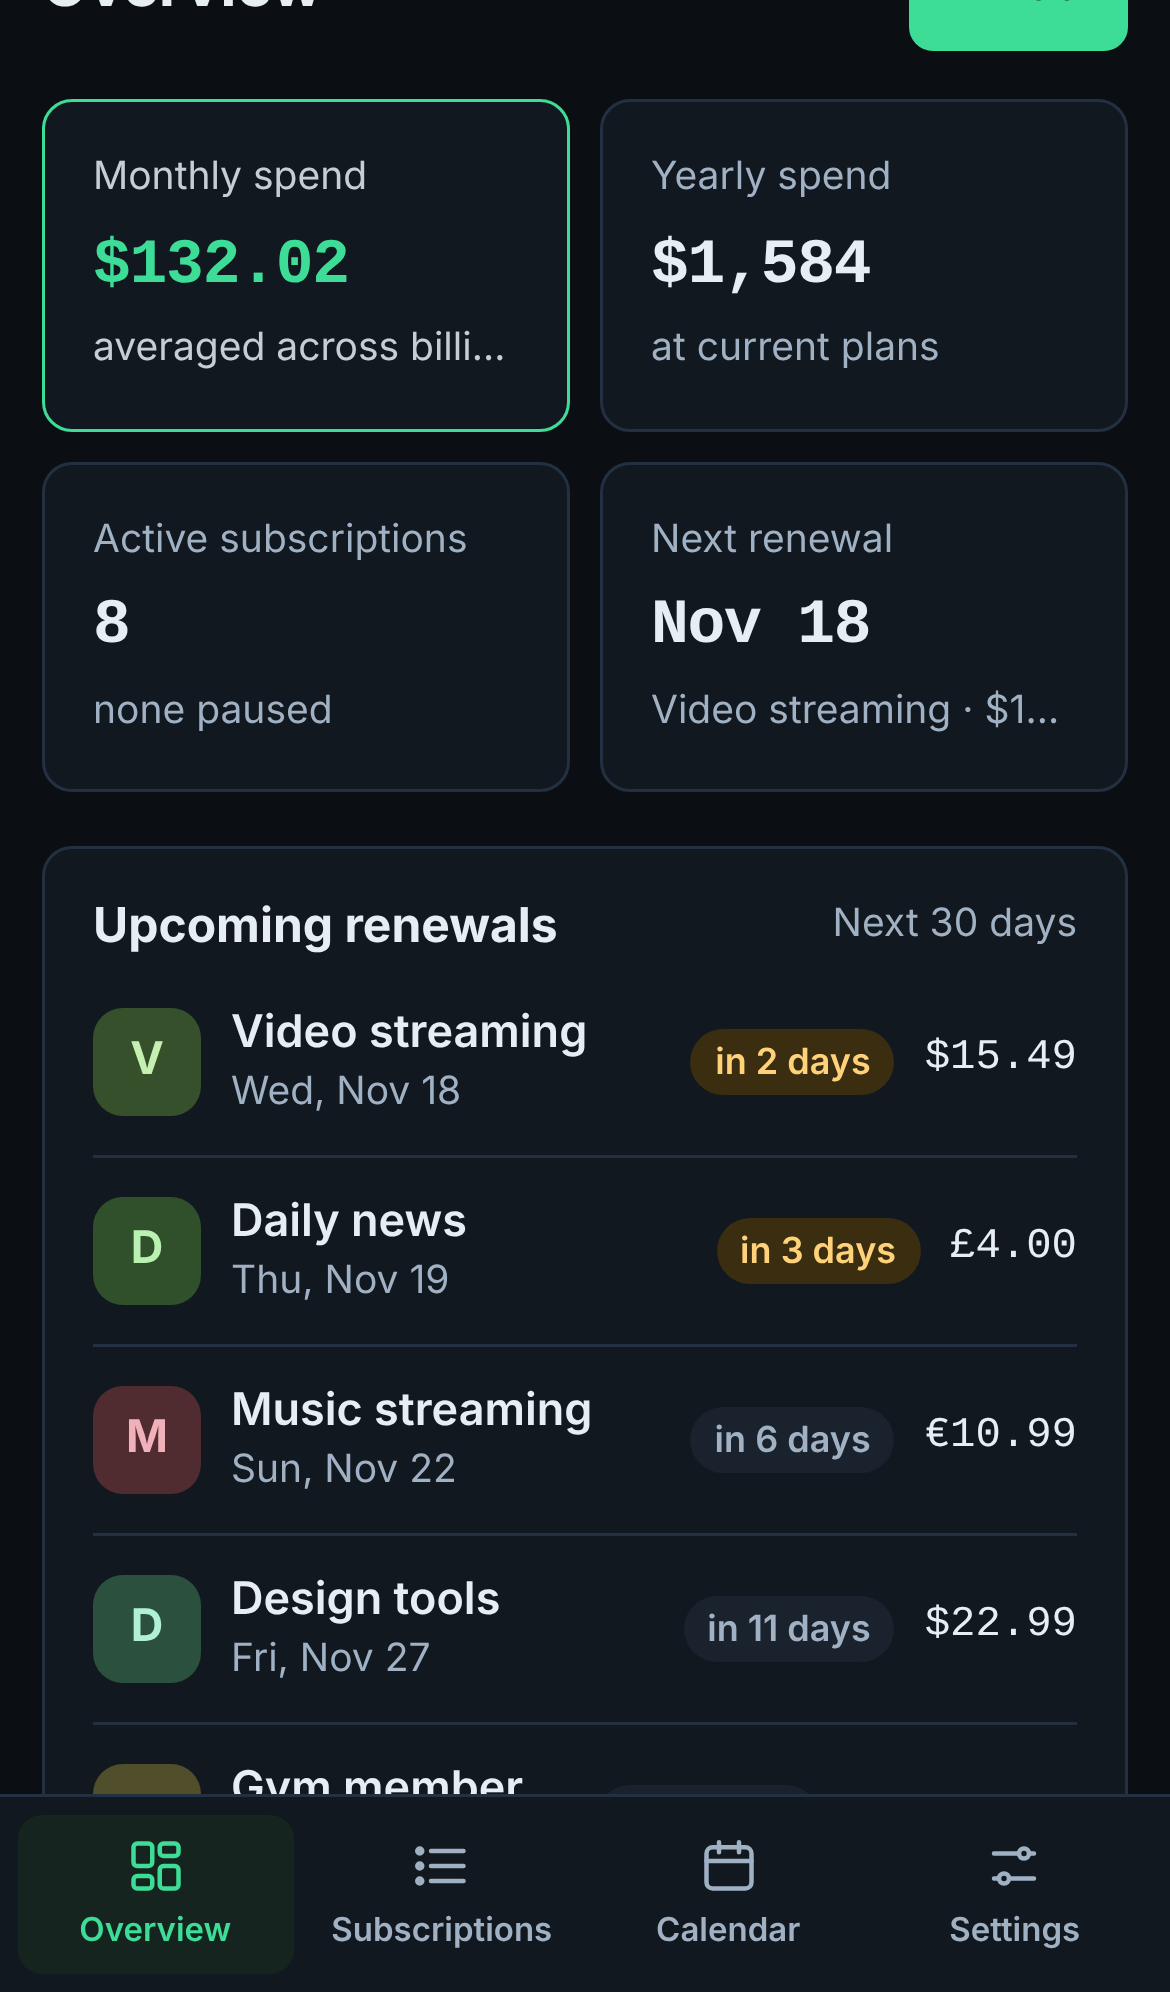 Overview
Monthly spend
$132.02
averaged across billi...
Yearly spend
$1,584
at current plans
Active subscriptions
8
none paused
Next renewal
Nov 18
Video streaming · $1...
Upcoming renewals
Next 30 days
V
Video streaming
Wed, Nov 18
in 2 days
$15.49
D
Daily news
Thu, Nov 19
in 3 days
£4.00
M
Music streaming
Sun, Nov 22
in 6 days
€10.99
D
Design tools
Fri, Nov 27
in 11 days
$22.99
Gym member
Overview
Subscriptions
Calendar
Settings